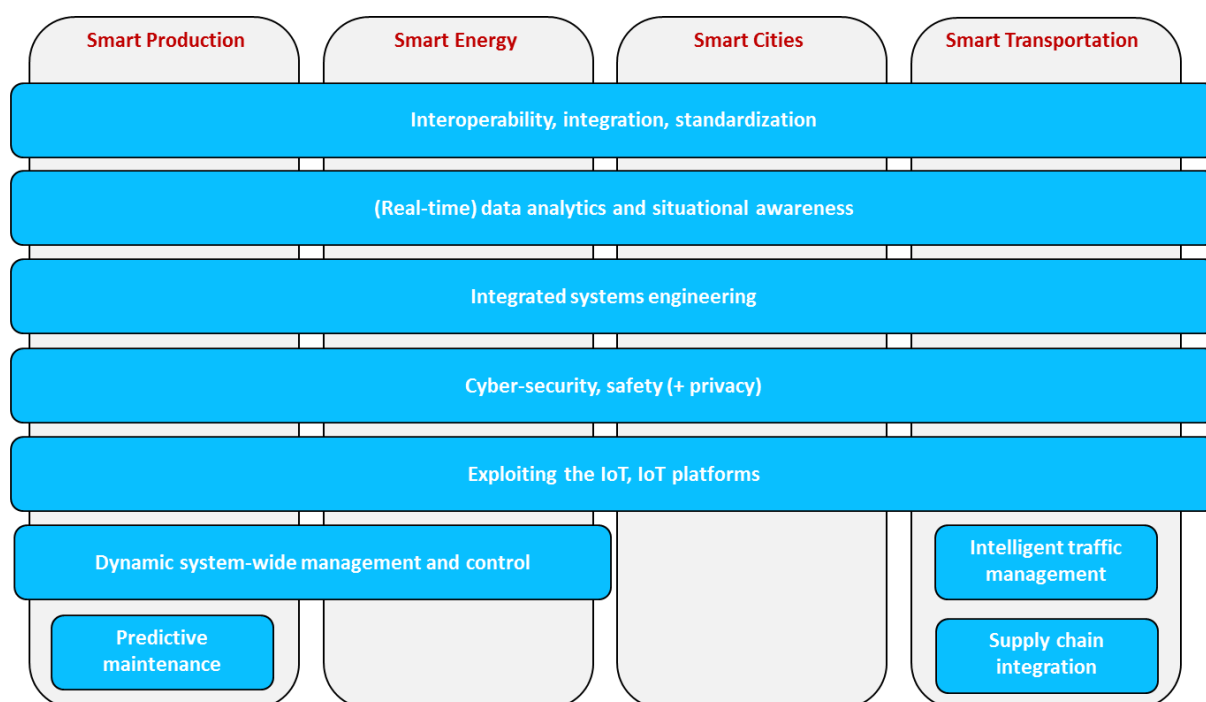 Smart Production
Smart Energy
Smart Cities
Smart Transportation
Interoperability, integration, standardization
(Real-time) data analytics and situational awareness
Integrated systems engineering
Cyber-security, safety (+ privacy)
Exploiting the IoT, IoT platforms
Dynamic system-wide management and control
Intelligent traffic
management
Predictive
maintenance
Supply chain
integration